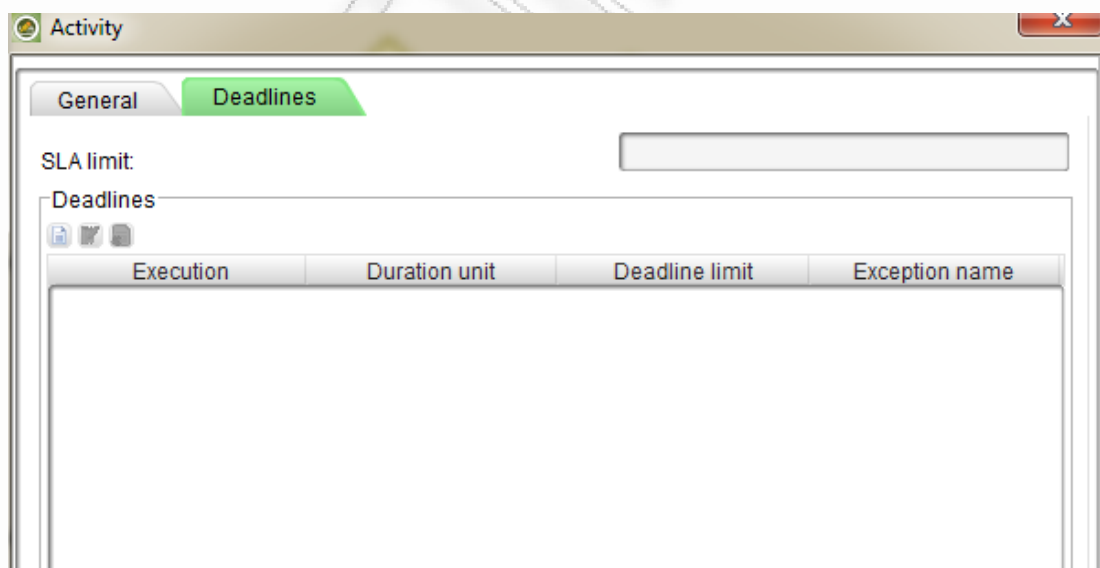 Activity
General Deadlines
SLA limit:
Deadlines
Execution Duration unit Deadline limit Exception name